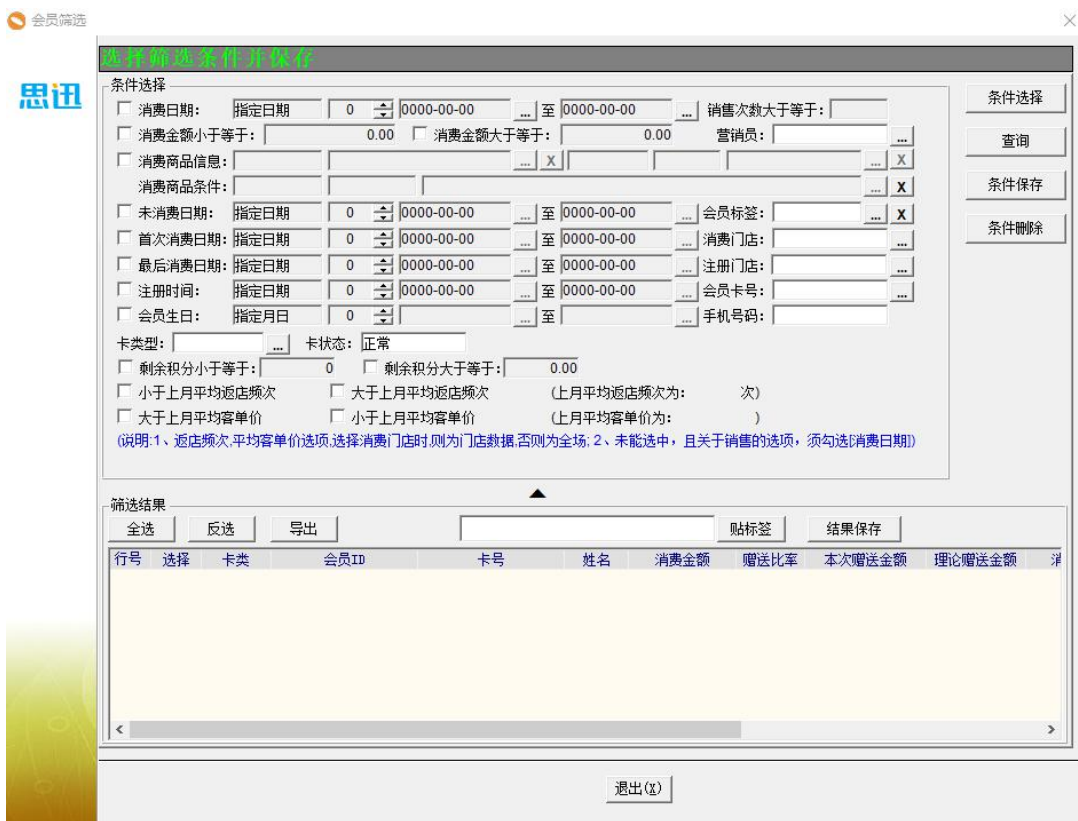 会员筛选
思迅
选择筛选条件并保存
条件选择
消费日期: 指定日期 0 0000-00-00 ... 至 0000-00-00 ... 销售次数大于等于:
消费金额小于等于: 0.00 消费金额大于等于: 0.00 营销员: ...
消费商品信息: ... X ... X
消费商品条件: ... X
未消费日期: 指定日期 0 0000-00-00 ... 至 0000-00-00 ... 会员标签: ... X
首次消费日期: 指定日期 0 0000-00-00 ... 至 0000-00-00 ... 消费门店: ...
最后消费日期: 指定日期 0 0000-00-00 ... 至 0000-00-00 ... 注册门店: ...
注册时间: 指定日期 0 0000-00-00 ... 至 0000-00-00 ... 会员卡号: ...
会员生日: 指定月日 0 ... 至 ... 手机号码:
卡类型: ... 卡状态: 正常
剩余积分小于等于: 0 剩余积分大于等于: 0.00
小于上月平均返店频次 大于上月平均返店频次 (上月平均返店频次为: 次)
大于上月平均客单价 小于上月平均客单价 (上月平均客单价为: )
(说明:1、返店频次,平均客单价选项,选择消费门店时,则为门店数据,否则为全场; 2、未能选中，且关于销售的选项，须勾选[消费日期])
条件选择
查询
条件保存
条件删除
筛选结果
全选 反选 导出 贴标签 结果保存
行号 选择 卡类 会员ID 卡号 姓名 消费金额 赠送比率 本次赠送金额 理论赠送金额
退出(X)